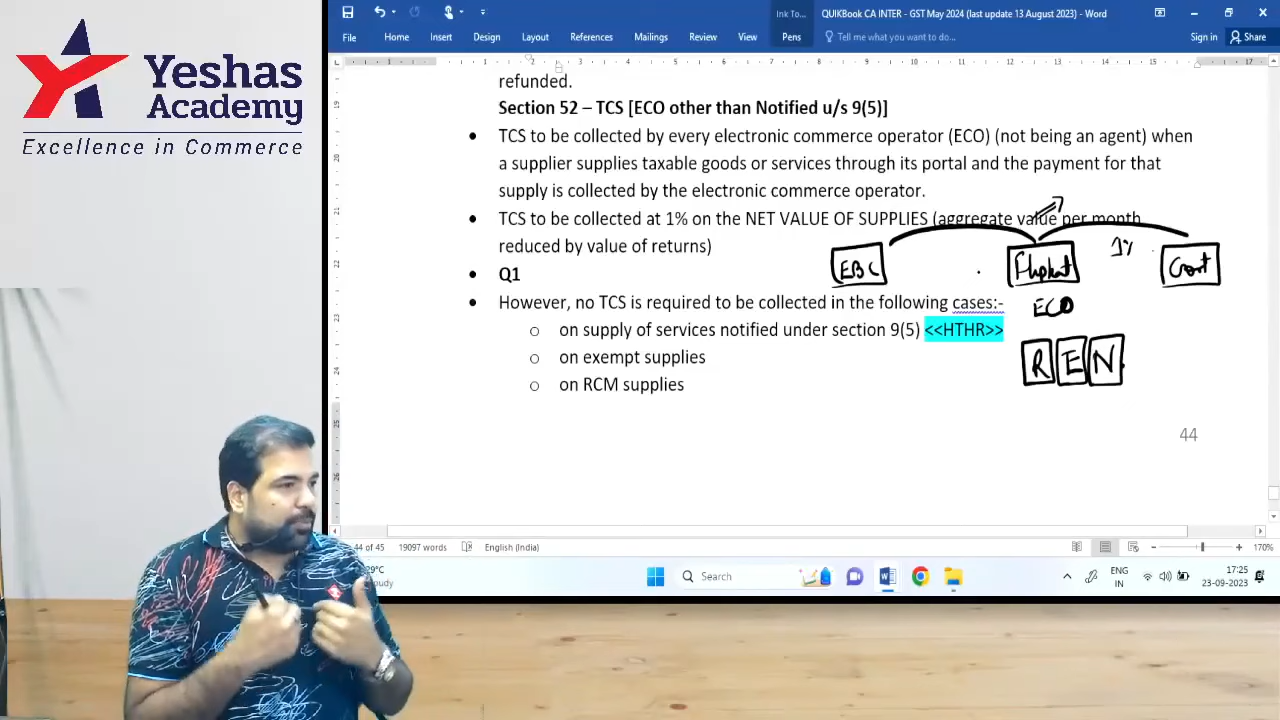 Yeshas
Academy
Excellence in Commerce
Ink To...
QUIKBook CA INTER - GST May 2024 (last update 13 August 2023) - Word
File
Home
Insert
Design
Layout
References
Mailings
Review
View
Pens
Tell me what you want to do...
Sign in
Share
refunded.
Section 52 – TCS [ECO other than Notified u/s 9(5)]
• TCS to be collected by every electronic commerce operator (ECO) (not being an agent) when
a supplier supplies taxable goods or services through its portal and the payment for that
supply is collected by the electronic commerce operator.
• TCS to be collected at 1% on the NET VALUE OF SUPPLIES (aggregate value per month
reduced by value of returns)
EBC
Flipkart
1%
Govt
• Q1
• However, no TCS is required to be collected in the following cases:-
ECO
o on supply of services notified under section 9(5) <<HTHR>>
o on exempt supplies
R E N
o on RCM supplies
44
44 of 45
19097 words
English (India)
170%
29°C
Search
ENG
IN
17:25
23-09-2023